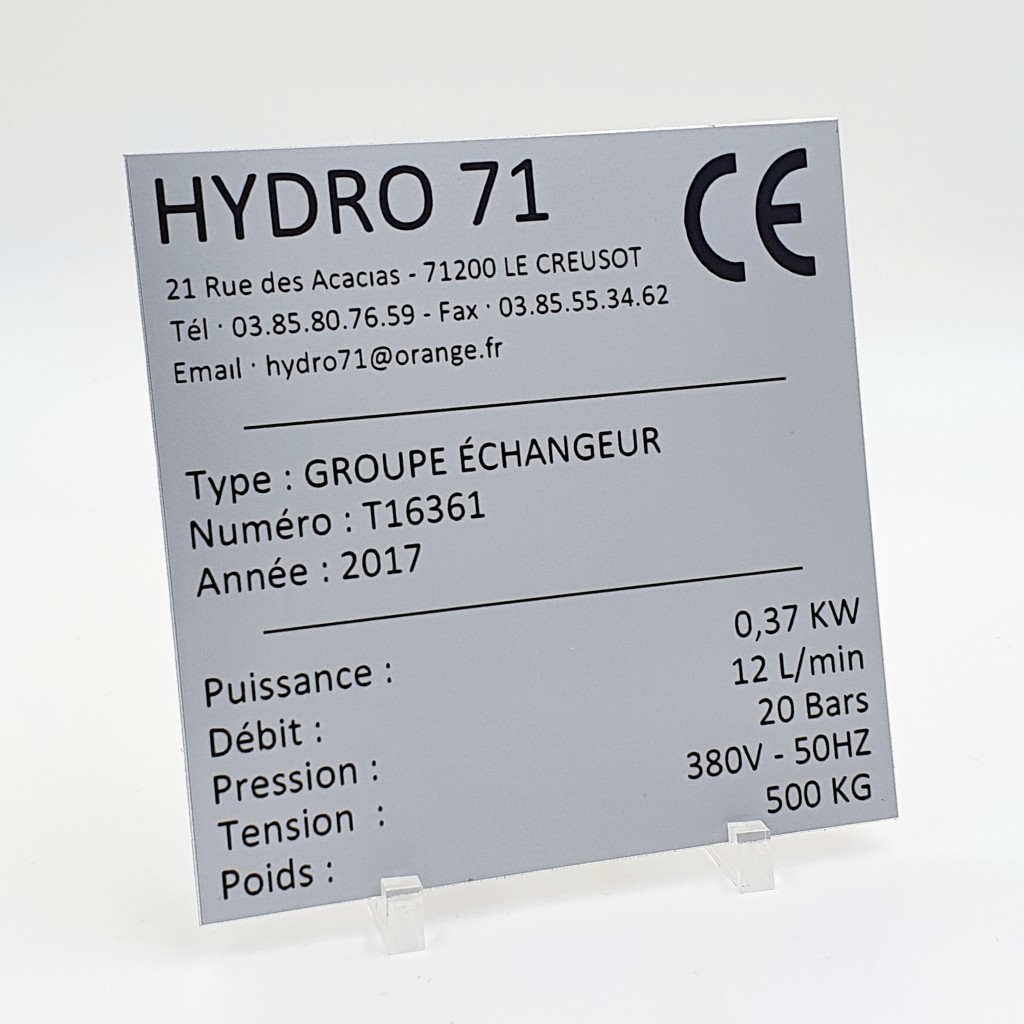 HYDRO 71
CE
21 Rue des Acacıas - 71200 LE CREUSOT
Tél · 03.85.80.76.59 - Fax · 03.85.55.34.62
Emaıl · hydro71@orange.fr
Type : GROUPE ÉCHANGEUR
Numéro : T16361
Année : 2017
Puissance : 0,37 KW
Débit : 12 L/min
Pression : 20 Bars
Tension : 380V - 50HZ
Poids : 500 KG